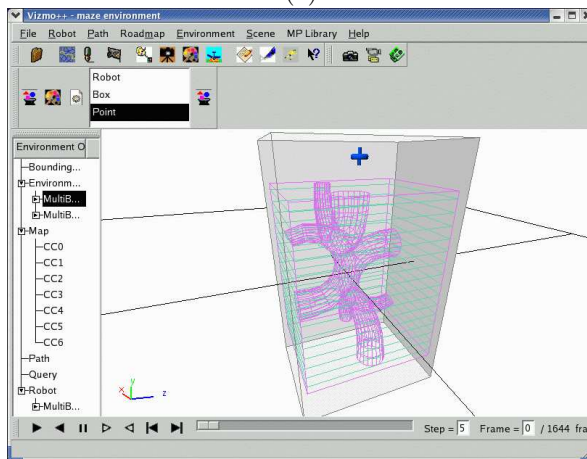 Vizmo++ - maze environment
File Robot Path Roadmap Environment Scene MP Library Help
Robot
Box
Point
Environment O
Bounding...
Environm...
MultiB...
MultiB...
Map
CC0
CC1
CC2
CC3
CC4
CC5
CC6
Path
Query
Robot
MultiB...
y
x
z
Step = 5 Frame = 0 / 1644 fra